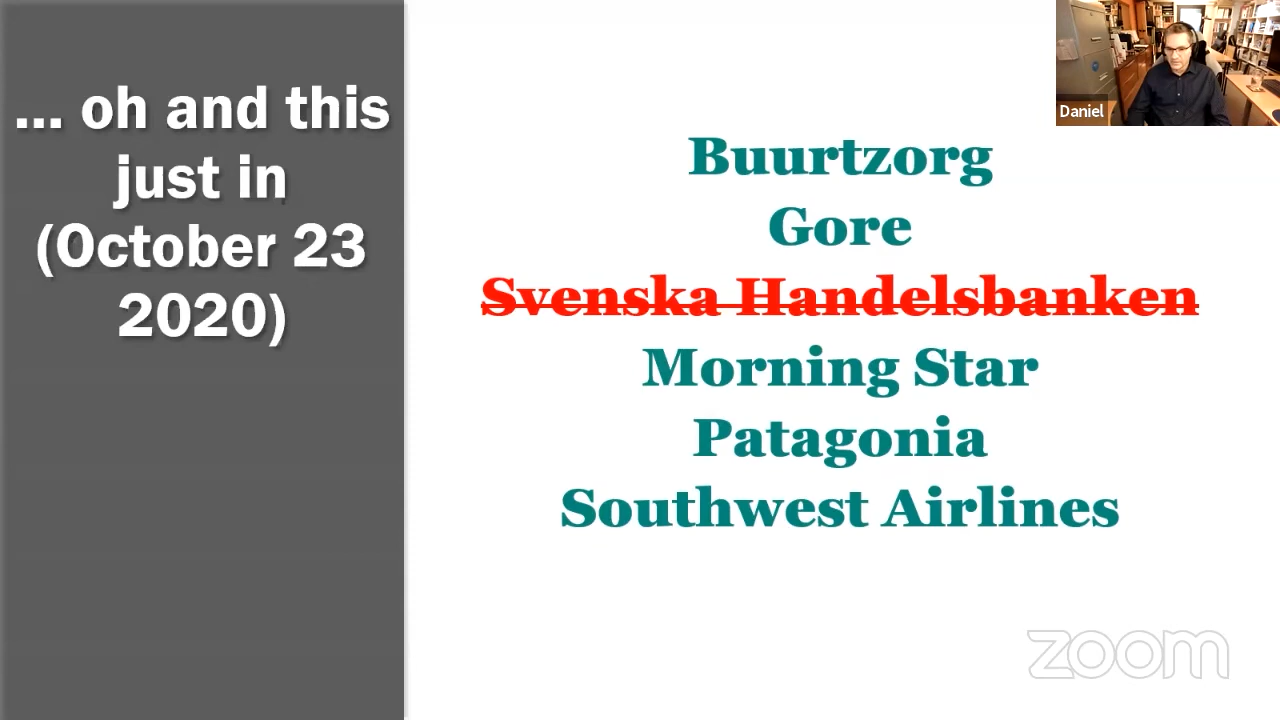 ... oh and this
just in
(October 23
2020)
Daniel
Buurtzorg
Gore
Svenska Handelsbanken
Morning Star
Patagonia
Southwest Airlines
zoom